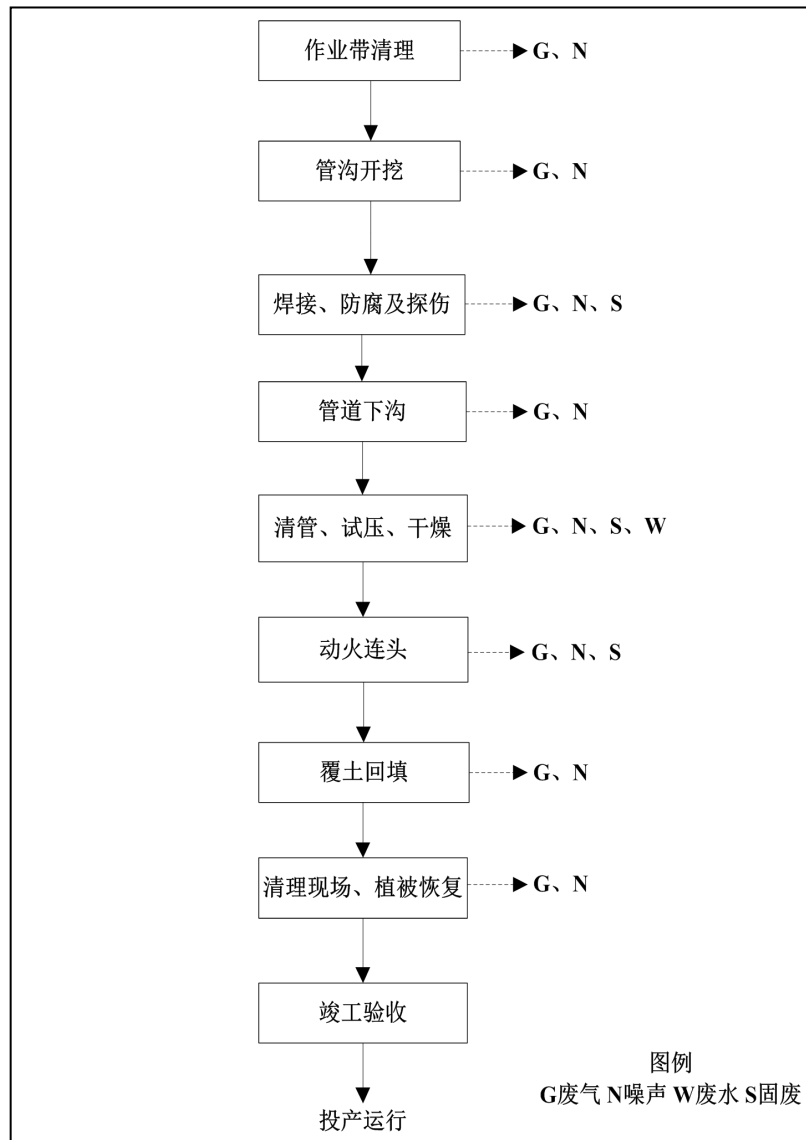 作业带清理
G、N
管沟开挖
G、N
焊接、防腐及探伤
G、N、S
管道下沟
G、N
清管、试压、干燥
G、N、S、W
动火连头
G、N、S
覆土回填
G、N
清理现场、植被恢复
G、N
竣工验收
投产运行
图例
G废气 N噪声 W废水 S固废